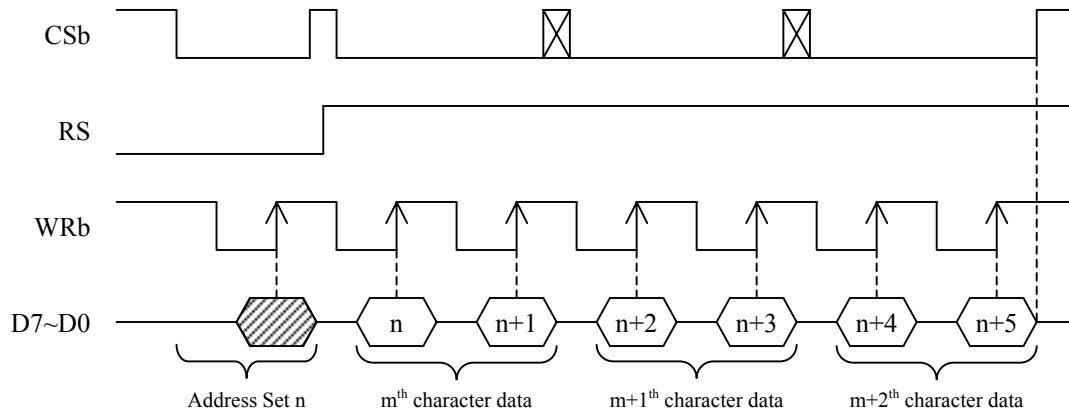 CSb
RS
WRb
D7~D0 n n+1 n+2 n+3 n+4 n+5
Address Set n mᵗʰ character data m+1ᵗʰ character data m+2ᵗʰ character data